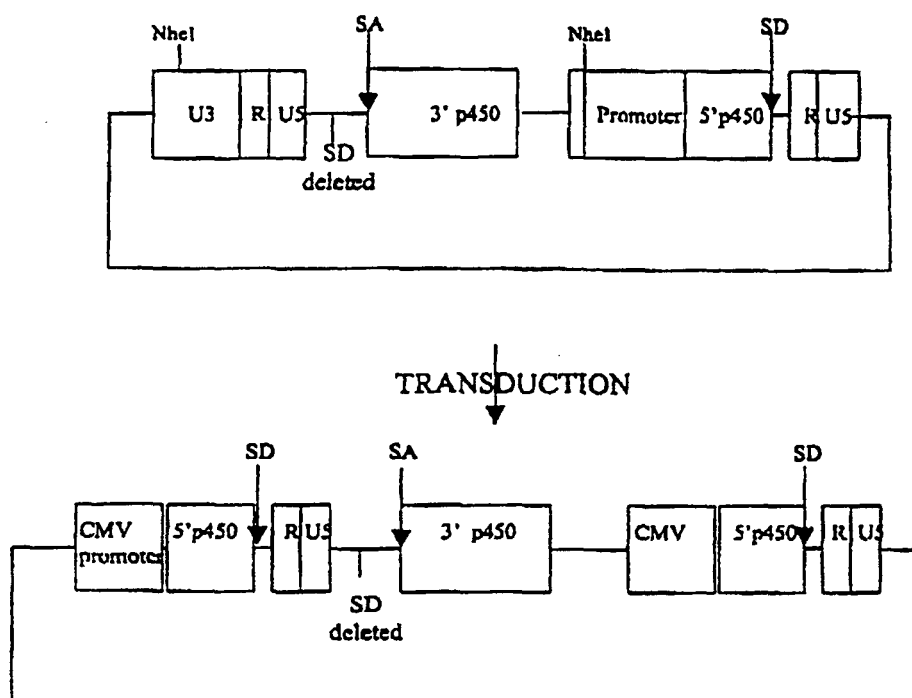 NheI SA NheI SD
U3 R U5 3' p450 Promoter 5'p450 R U5
SD
deleted
TRANSDUCTION
SD SA SD
CMV 5'p450 R U5 3' p450 CMV 5'p450 R U5
promoter
SD
deleted